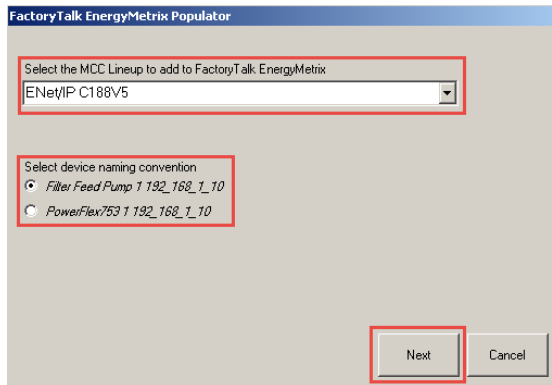 FactoryTalk EnergyMetrix Populator
Select the MCC Lineup to add to FactoryTalk EnergyMetrix
ENet/IP C188V5
Select device naming convention
Filter Feed Pump 1 192_168_1_10
PowerFlex753 1 192_168_1_10
Next Cancel